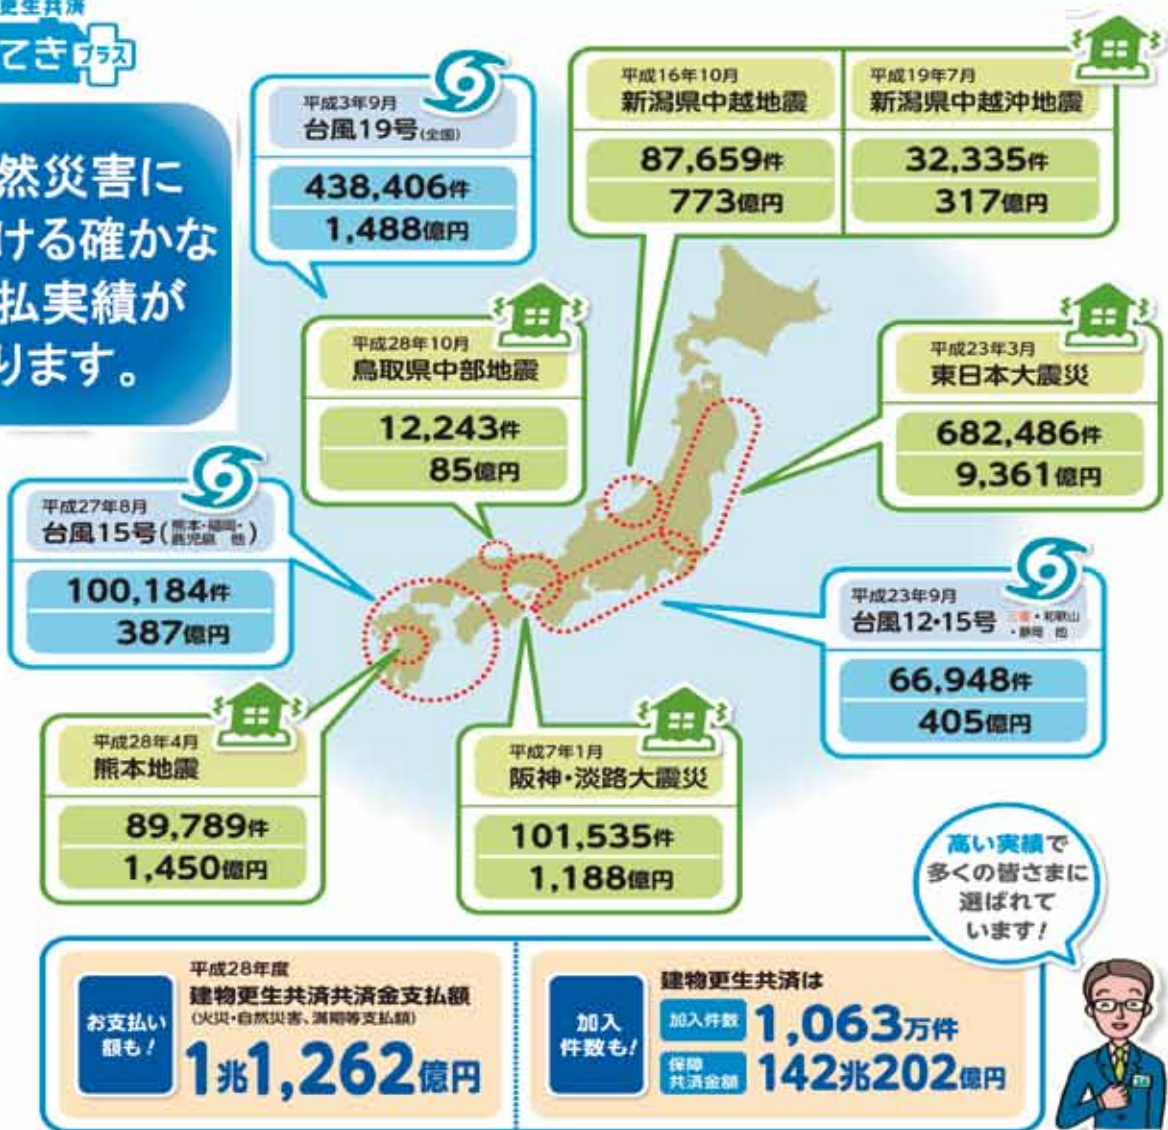 更生共済
てきプラス
然災害に
ける確かな
払実績が
ります。
平成3年9月
台風19号(全国)
438,406件
1,488億円
平成16年10月
新潟県中越地震
87,659件
773億円
平成19年7月
新潟県中越沖地震
32,335件
317億円
平成28年10月
鳥取県中部地震
12,243件
85億円
平成23年3月
東日本大震災
682,486件
9,361億円
平成27年8月
台風15号(熊本・福岡・
鹿児島 他)
100,184件
387億円
平成23年9月
台風12・15号 三重・和歌山
・静岡 他
66,948件
405億円
平成28年4月
熊本地震
89,789件
1,450億円
平成7年1月
阪神・淡路大震災
101,535件
1,188億円
高い実績で
多くの皆さまに
選ばれて
います!
お支払い
額も!
平成28年度
建物更生共済共済金支払額
(火災・自然災害、満期等支払額)
1兆1,262億円
加入
件数も!
建物更生共済は
加入件数 1,063万件
保障
共済金額 142兆202億円